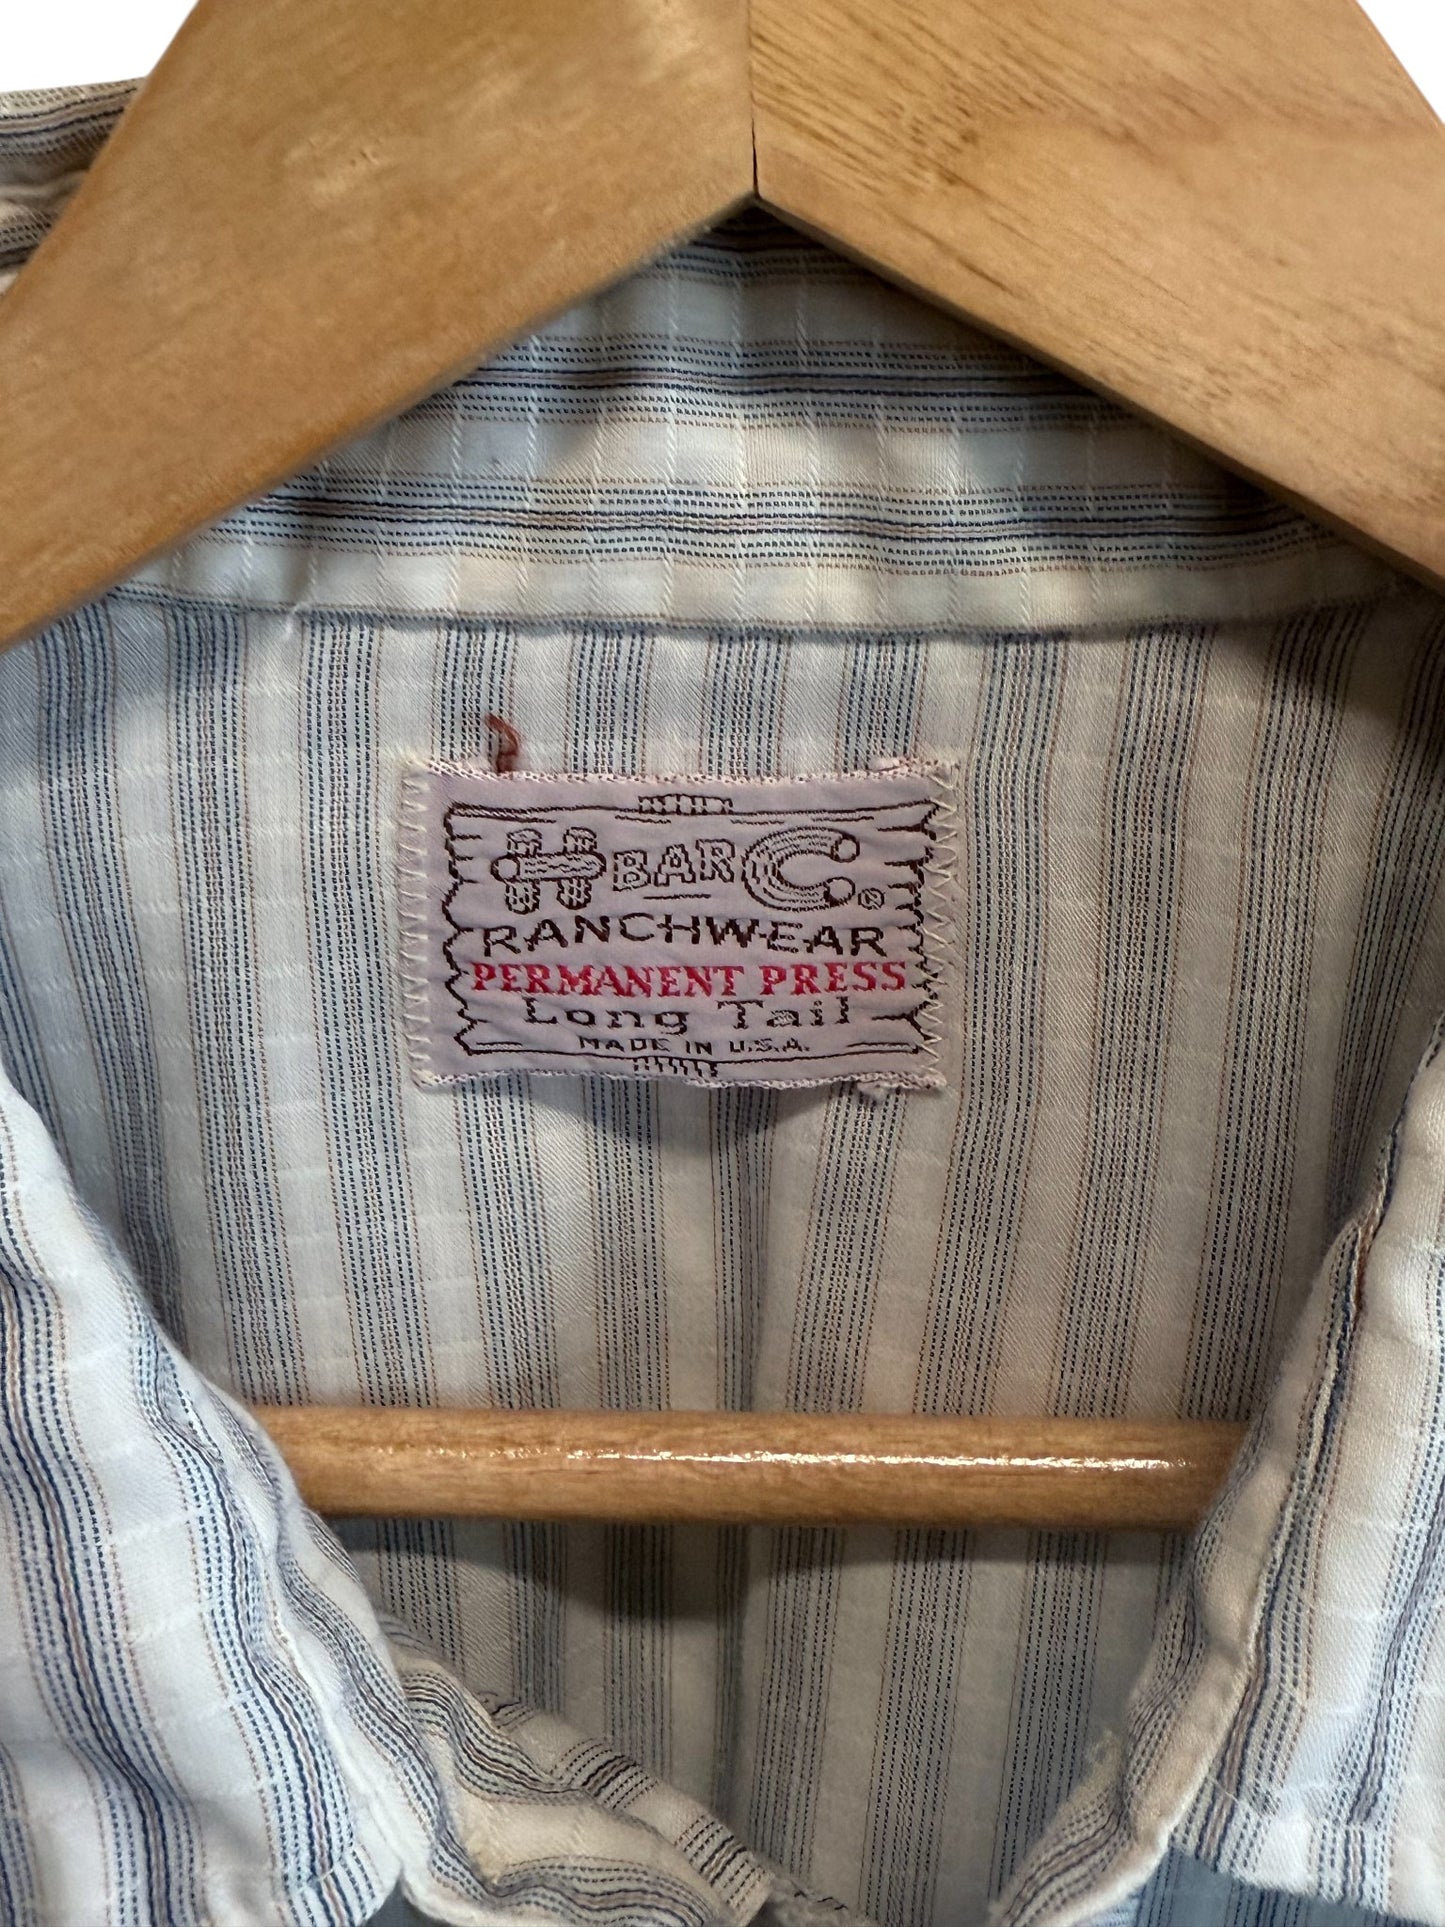 H BAR C ®
RANCHWEAR
PERMANENT PRESS
Long Tail
MADE IN U.S.A.